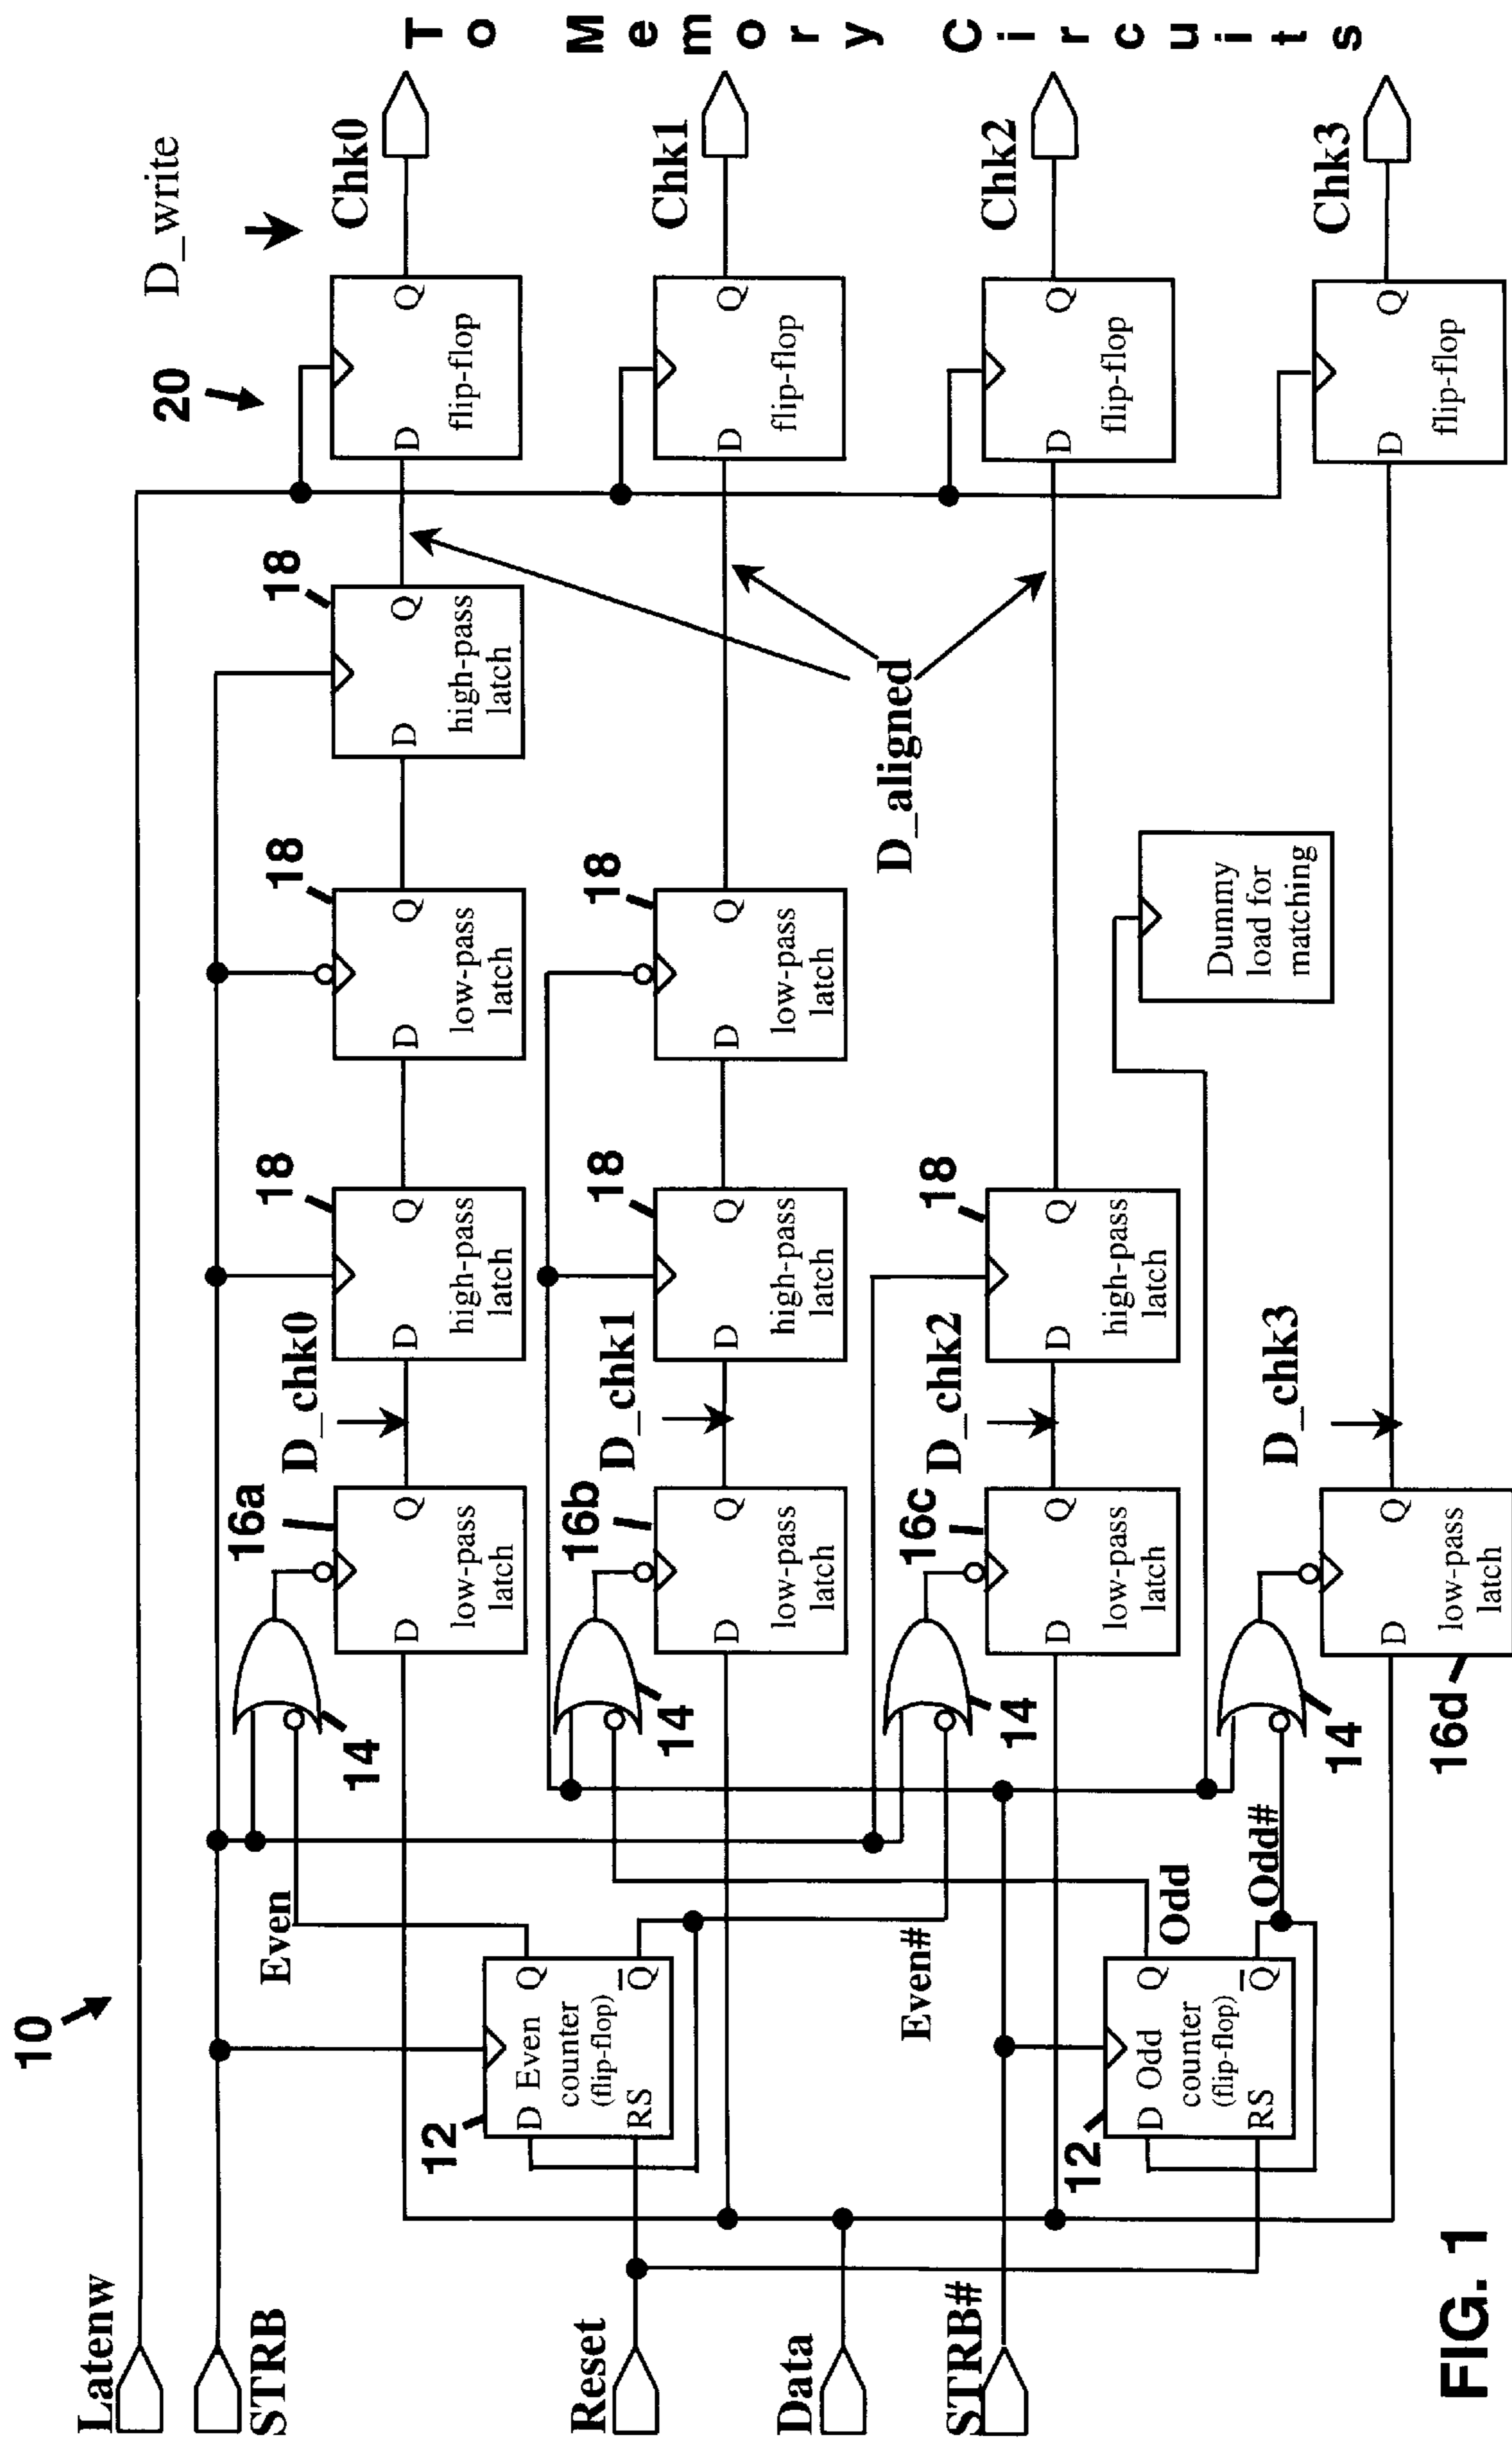 10
Latenw
STRB
Reset
Data
STRB#
Even
Even#
Odd
Odd#
12
D Even
Q
counter
(flip-flop)
RS
Q
12
D Odd
Q
counter
(flip-flop)
RS
Q
14
14
14
14
16a
D
Q
low-pass
latch
D_chk0
18
D
Q
high-pass
latch
18
D
Q
low-pass
latch
18
D
Q
high-pass
latch
20
D
Q
flip-flop
D_write
Chk0
16b
D
Q
low-pass
latch
D_chk1
18
D
Q
high-pass
latch
18
D
Q
low-pass
latch
D
Q
flip-flop
Chk1
D_aligned
16c
D
Q
low-pass
latch
D_chk2
18
D
Q
high-pass
latch
D
Q
flip-flop
Chk2
Dummy
load for
matching
16d
D
Q
low-pass
latch
D_chk3
D
Q
flip-flop
Chk3
To Memory Circuits
FIG. 1